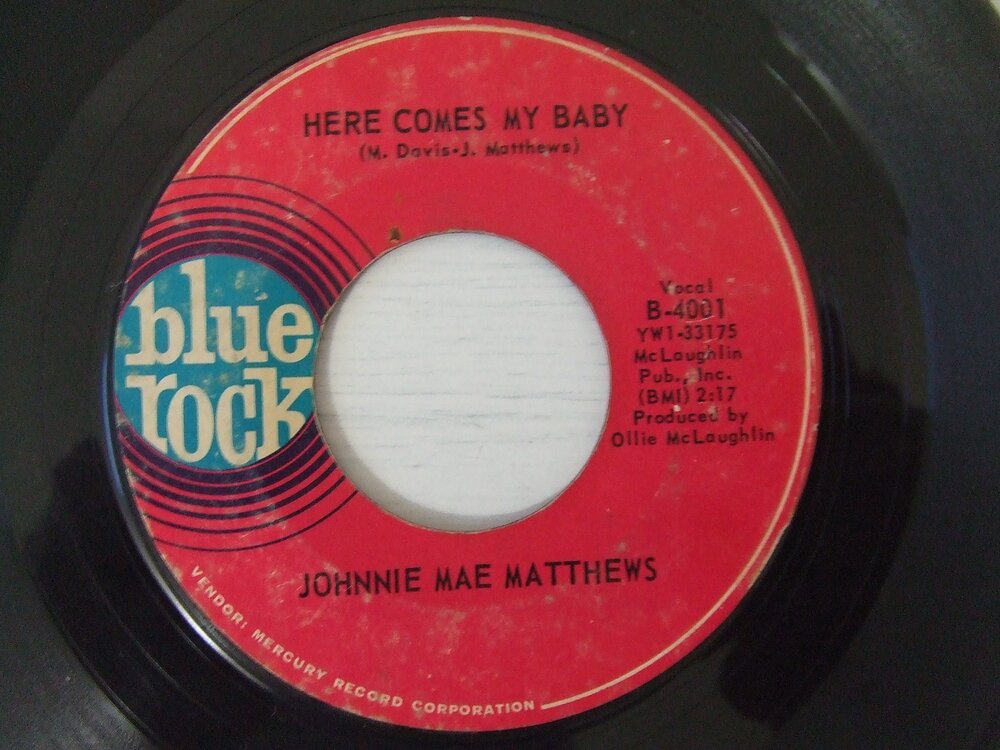 HERE COMES MY BABY
(M. Davis-J. Matthews)
blue
rock
Vocal
B-4001
YW1-33175
McLaughlin
Pub., Inc.
(BMI) 2:17
Produced by
Ollie McLaughlin
JOHNNIE MAE MATTHEWS
VENDOR: MERCURY RECORD CORPORATION